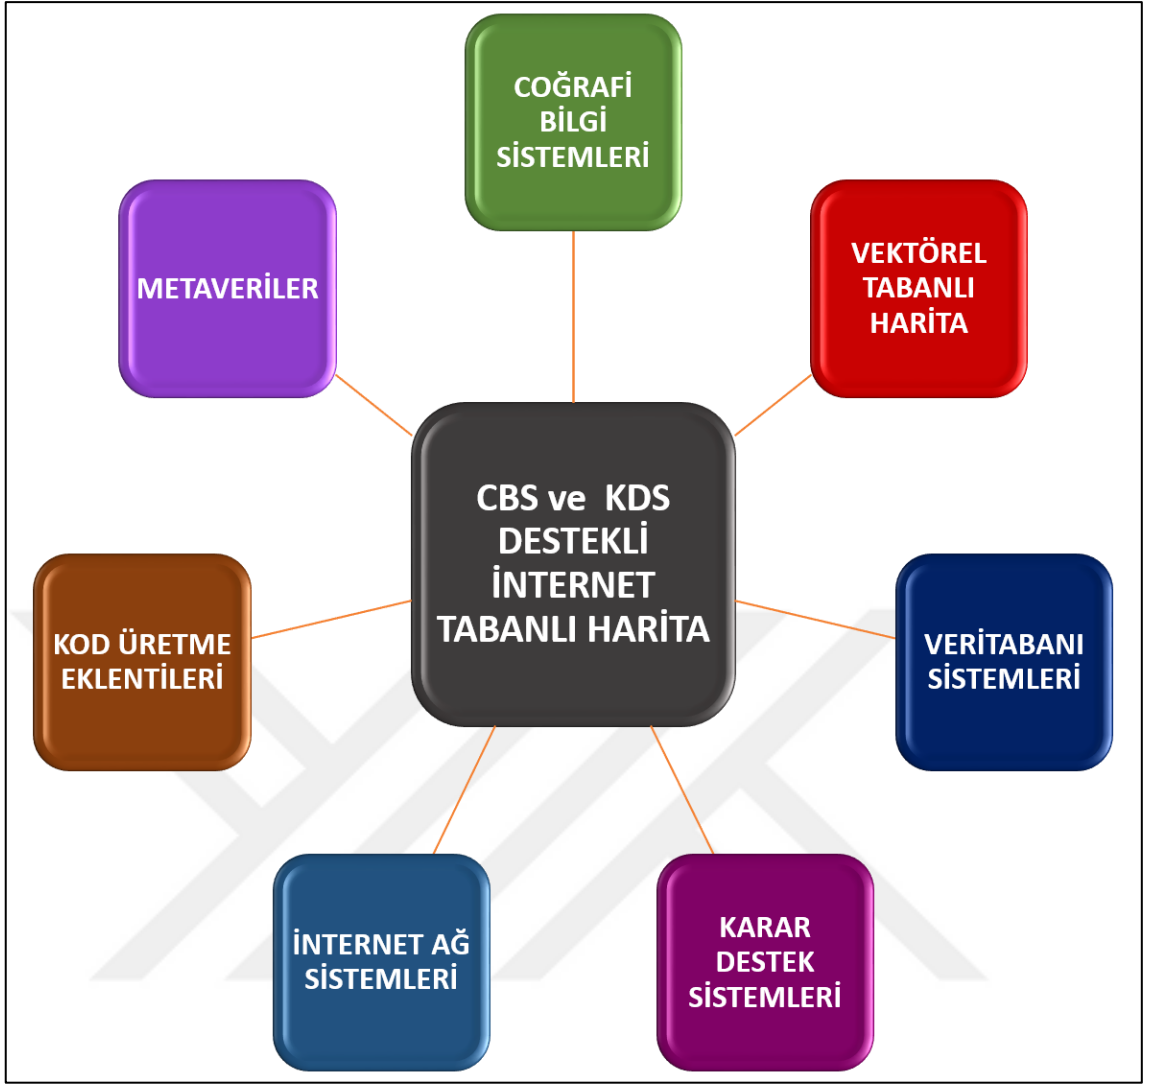 COĞRAFİ
BİLGİ
SİSTEMLERİ
METAVERİLER
VEKTÖREL
TABANLI
HARİTA
CBS ve  KDS
DESTEKLİ
İNTERNET
TABANLI HARİTA
KOD ÜRETME
EKLENTİLERİ
VERİTABANI
SİSTEMLERİ
İNTERNET AĞ
SİSTEMLERİ
KARAR
DESTEK
SİSTEMLERİ